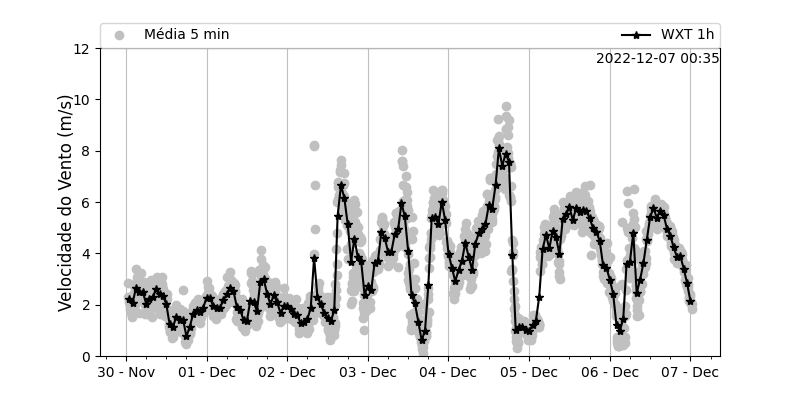 Média 5 min
WXT 1h
2022-12-07 00:35
Velocidade do Vento (m/s)
12
10
8
6
4
2
0
30 - Nov 01 - Dec 02 - Dec 03 - Dec 04 - Dec 05 - Dec 06 - Dec 07 - Dec